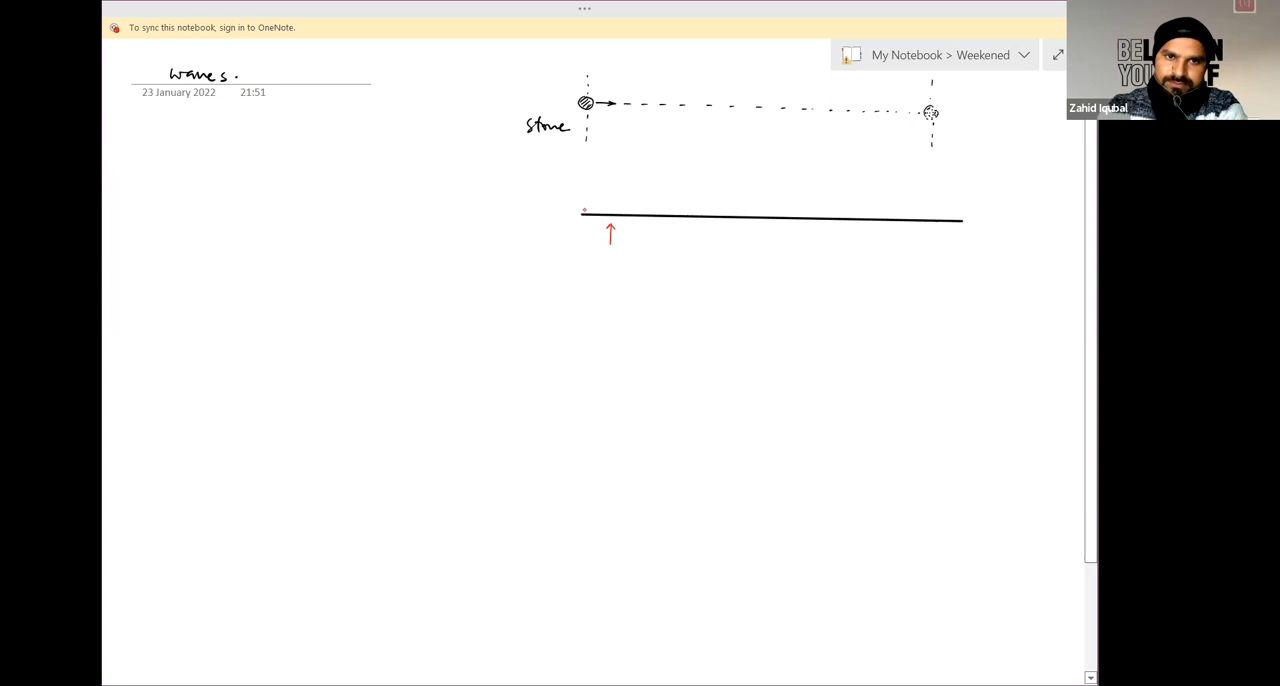 To sync this notebook, sign in to OneNote.
My Notebook > Weekened
waves.
23 January 2022 21:51
stone
Zahid Iqubal